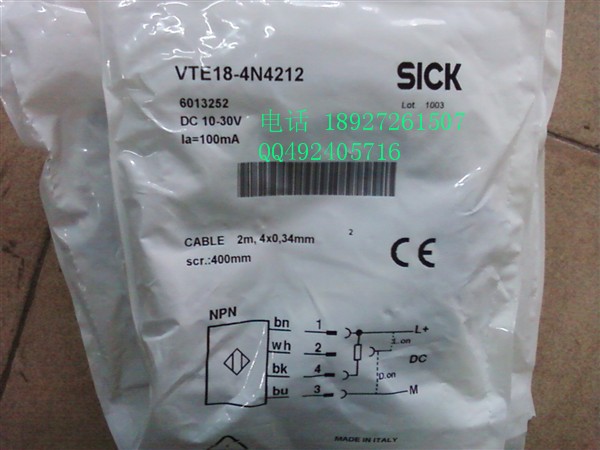 VTE18-4N4212
SICK
6013252
Lot 1003
DC 10-30V
Ia=100mA
电话 18927261507
QQ492405716
CABLE 2m, 4x0,34mm 2
scr.:400mm
CE
NPN
bn 1
L+
wh 2
L.on
DC
bk 4
D.on
bu 3
M
MADE IN ITALY